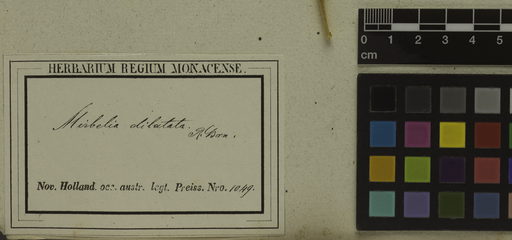 HERBARIUM REGIUM MONACENSE.
Mirbelia dilatata. R. Brn.
Nov. Holland. occ. austr. legt. Preiss. Nro. 1049.
0 1 2 3 4 5
cm